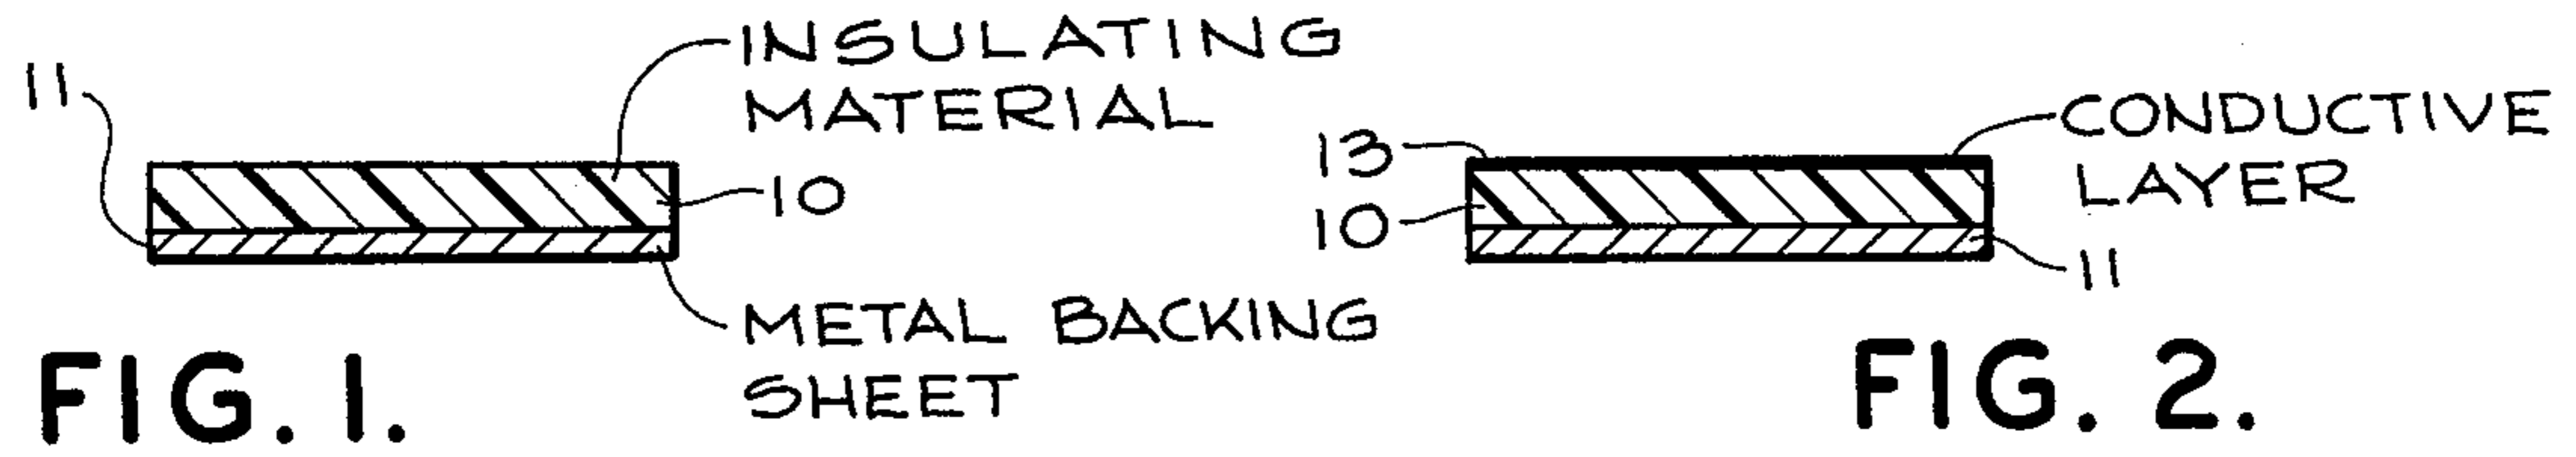 INSULATING
MATERIAL
11
10
METAL BACKING
SHEET
FIG. 1.
CONDUCTIVE
LAYER
13
10
11
FIG. 2.